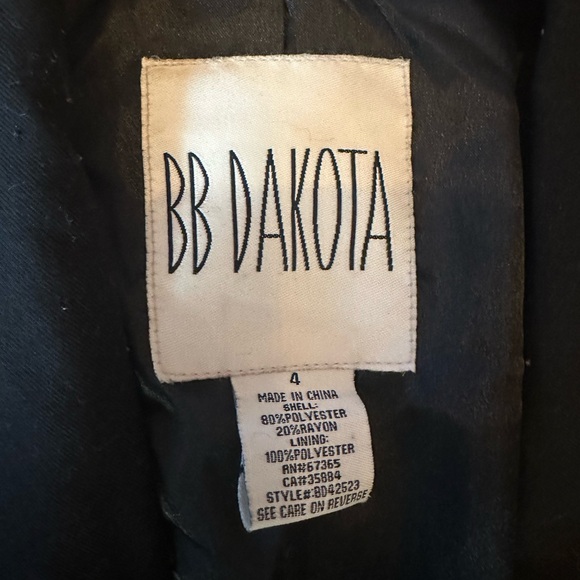 BB DAKOTA
4
MADE IN CHINA
SHELL:
80%POLYESTER
20%RAYON
LINING:
100%POLYESTER
RN#67365
CA#35884
STYLE#:BD42523
SEE CARE ON REVERSE